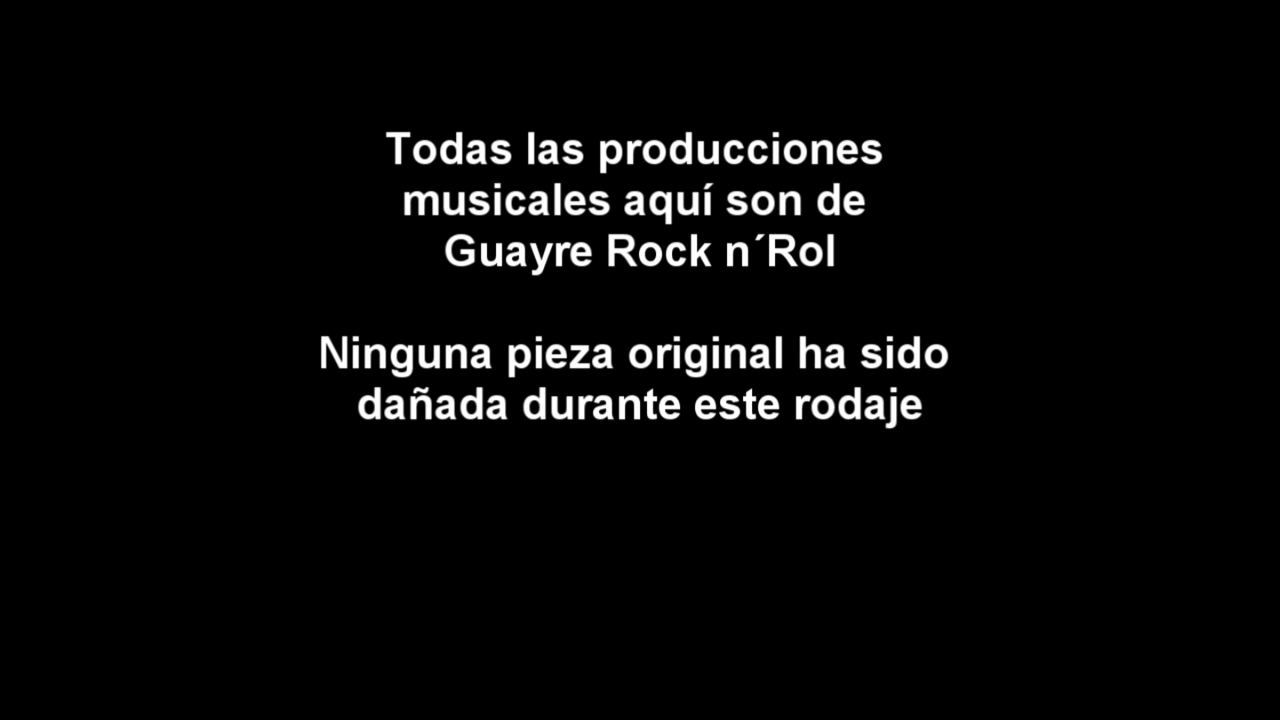 Todas las producciones
musicales aquí son de
Guayre Rock n´Rol
Ninguna pieza original ha sido
dañada durante este rodaje